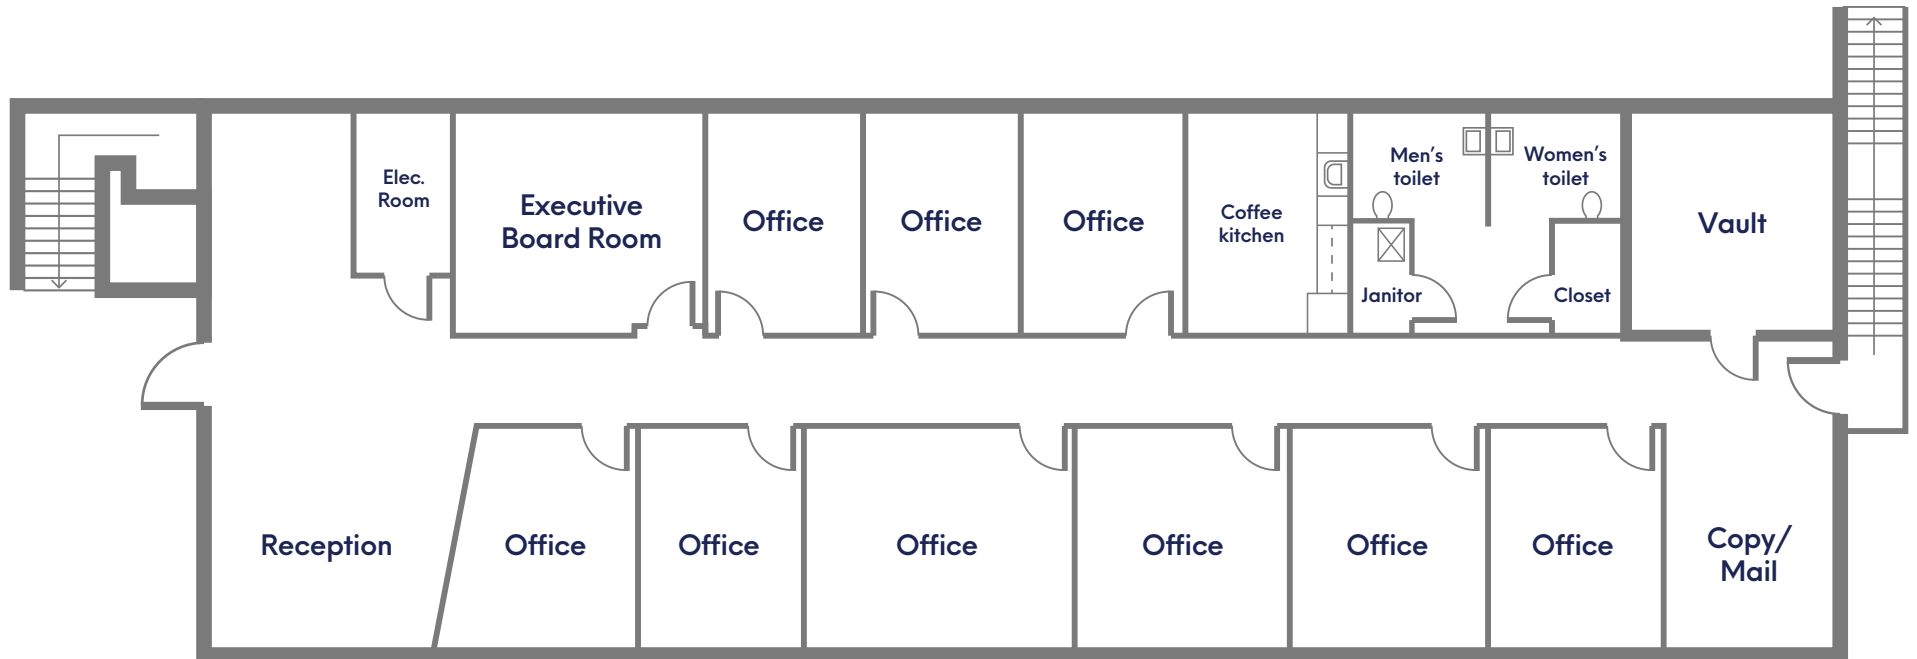 Elec.
Room
Executive
Board Room
Office
Office
Office
Coffee
kitchen
Men’s
toilet
Women’s
toilet
Janitor
Closet
Vault
Reception
Office
Office
Office
Office
Office
Office
Copy/
Mail